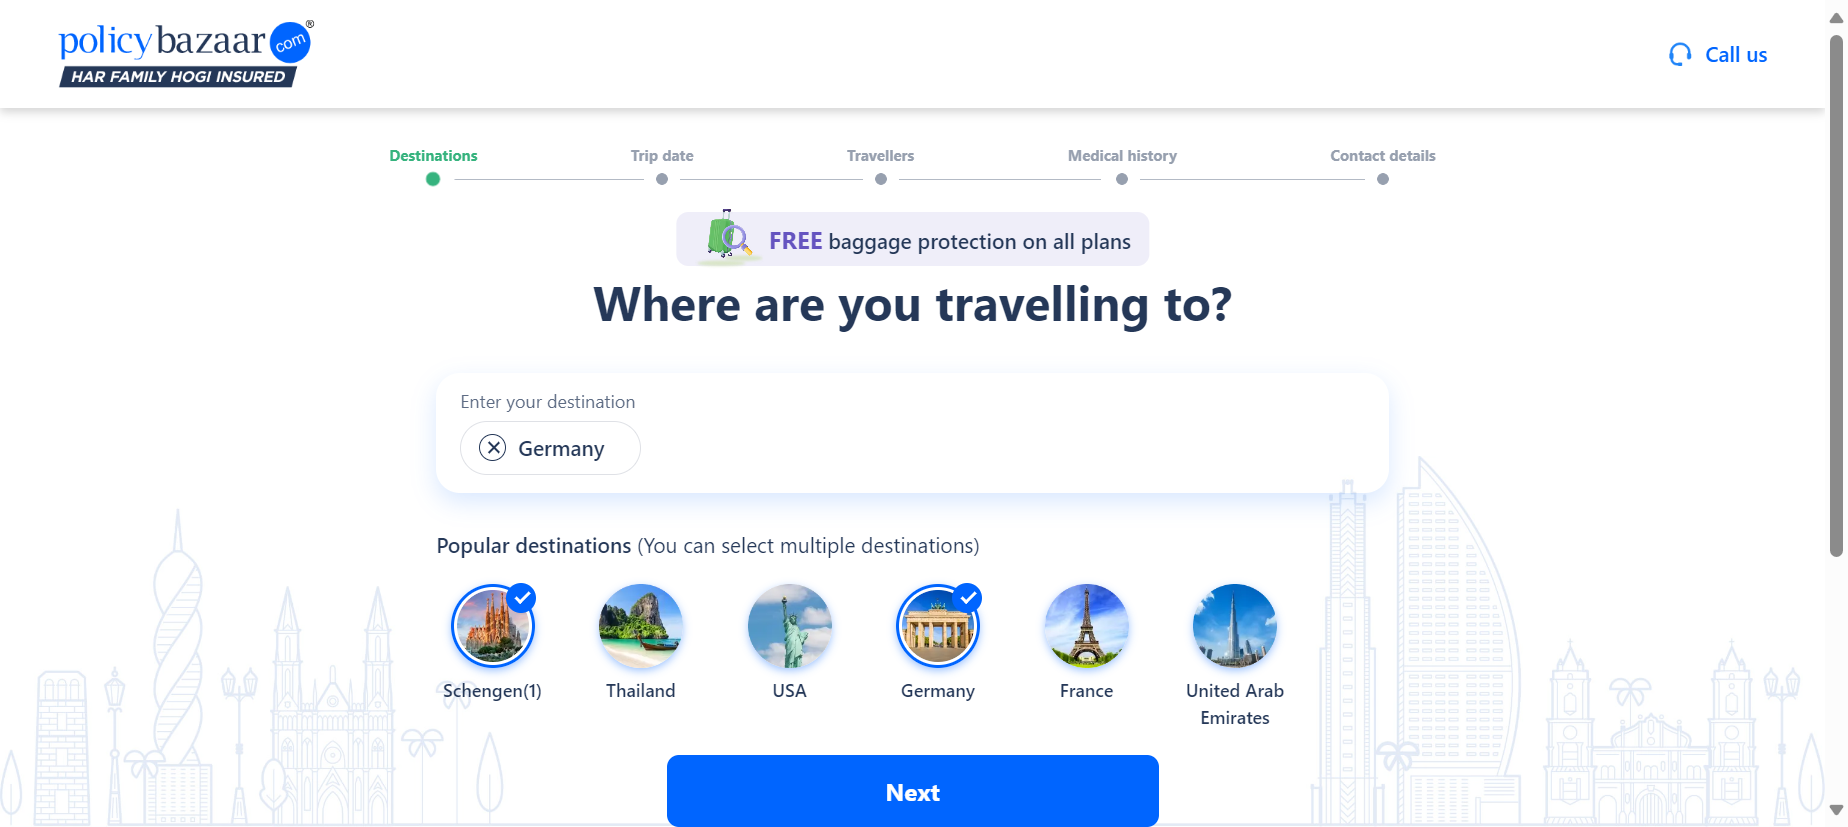 policybazaar com ®
HAR FAMILY HOGI INSURED
Call us
Destinations
Trip date
Travellers
Medical history
Contact details
FREE baggage protection on all plans
Where are you travelling to?
Enter your destination
Germany
Popular destinations (You can select multiple destinations)
Schengen(1)
Thailand
USA
Germany
France
United Arab
Emirates
Next